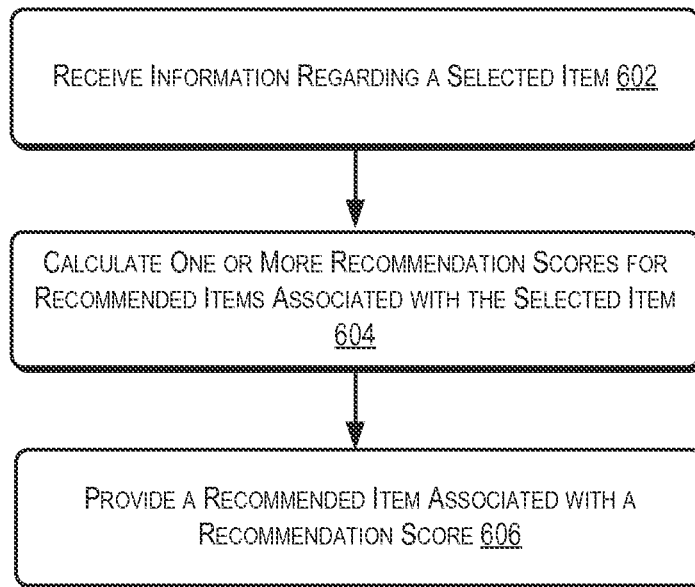 RECEIVE INFORMATION REGARDING A SELECTED ITEM 602
CALCULATE ONE OR MORE RECOMMENDATION SCORES FOR
RECOMMENDED ITEMS ASSOCIATED WITH THE SELECTED ITEM
604
PROVIDE A RECOMMENDED ITEM ASSOCIATED WITH A
RECOMMENDATION SCORE 606